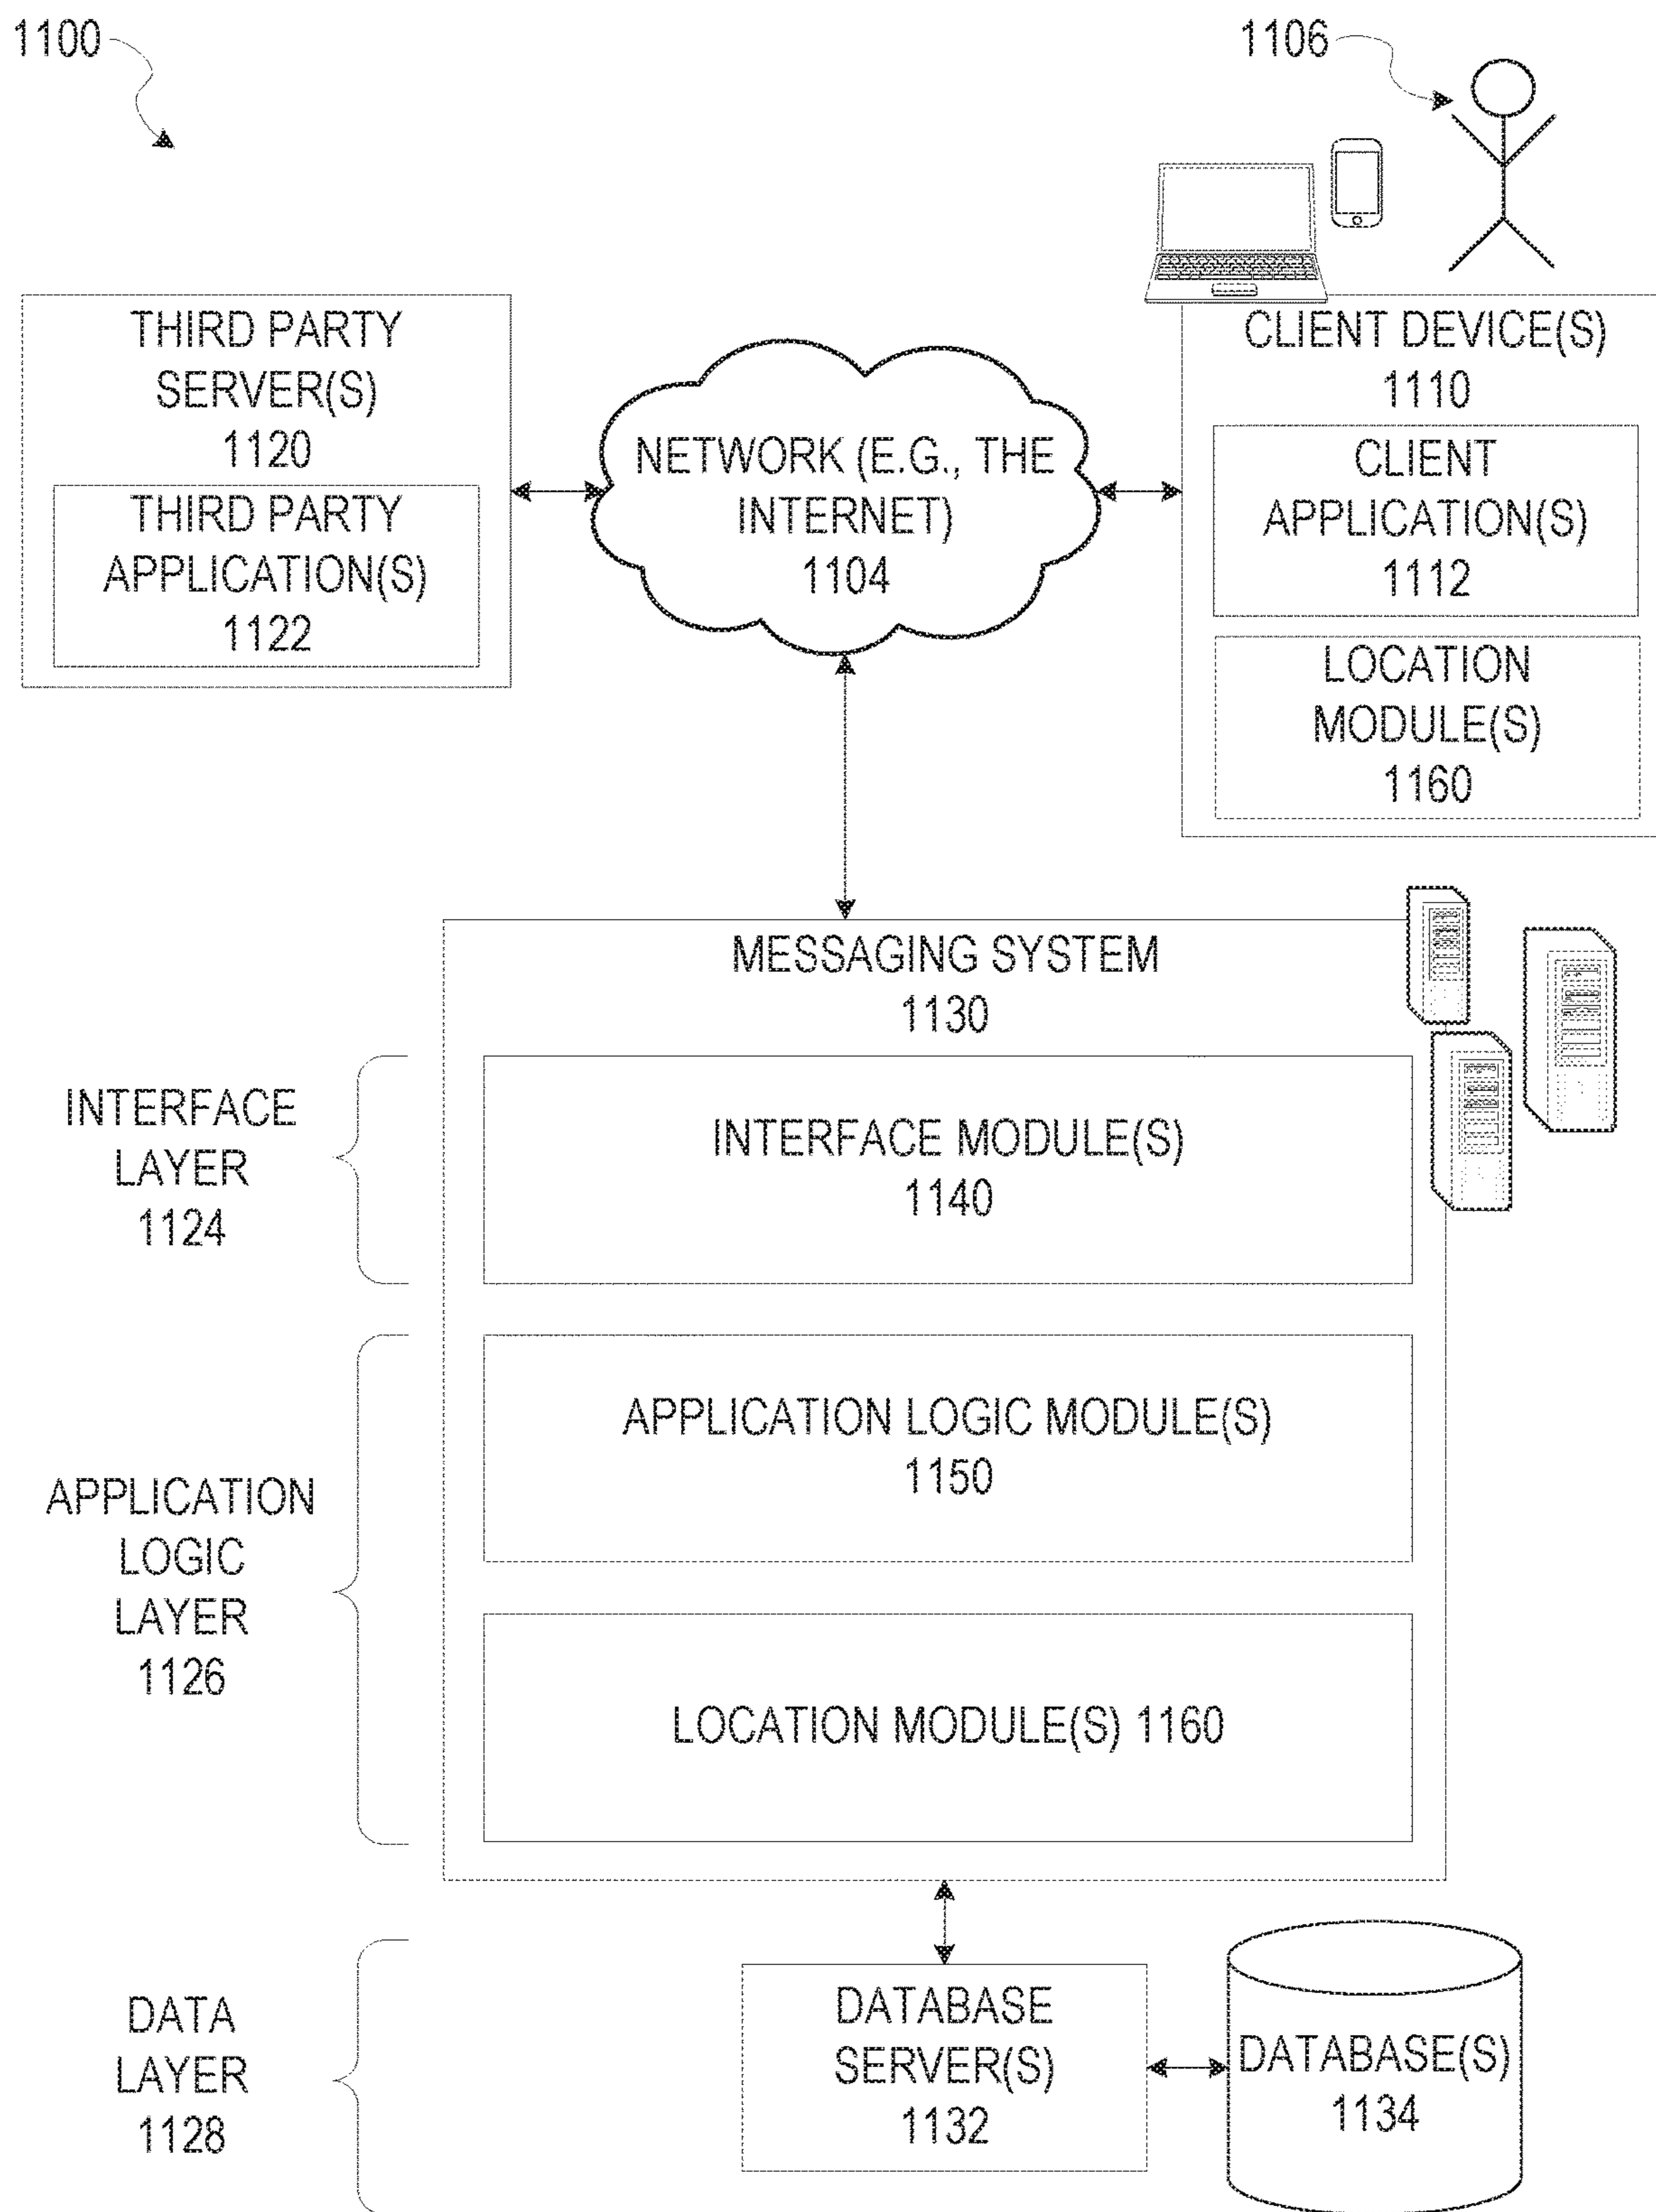 1100
1106
THIRD PARTY
SERVER(S)
1120
THIRD PARTY
APPLICATION(S)
1122
NETWORK (E.G., THE
INTERNET)
1104
CLIENT DEVICE(S)
1110
CLIENT
APPLICATION(S)
1112
LOCATION
MODULE(S)
1160
MESSAGING SYSTEM
1130
INTERFACE
LAYER
1124
INTERFACE MODULE(S)
1140
APPLICATION
LOGIC
LAYER
1126
APPLICATION LOGIC MODULE(S)
1150
LOCATION MODULE(S) 1160
DATA
LAYER
1128
DATABASE
SERVER(S)
1132
DATABASE(S)
1134